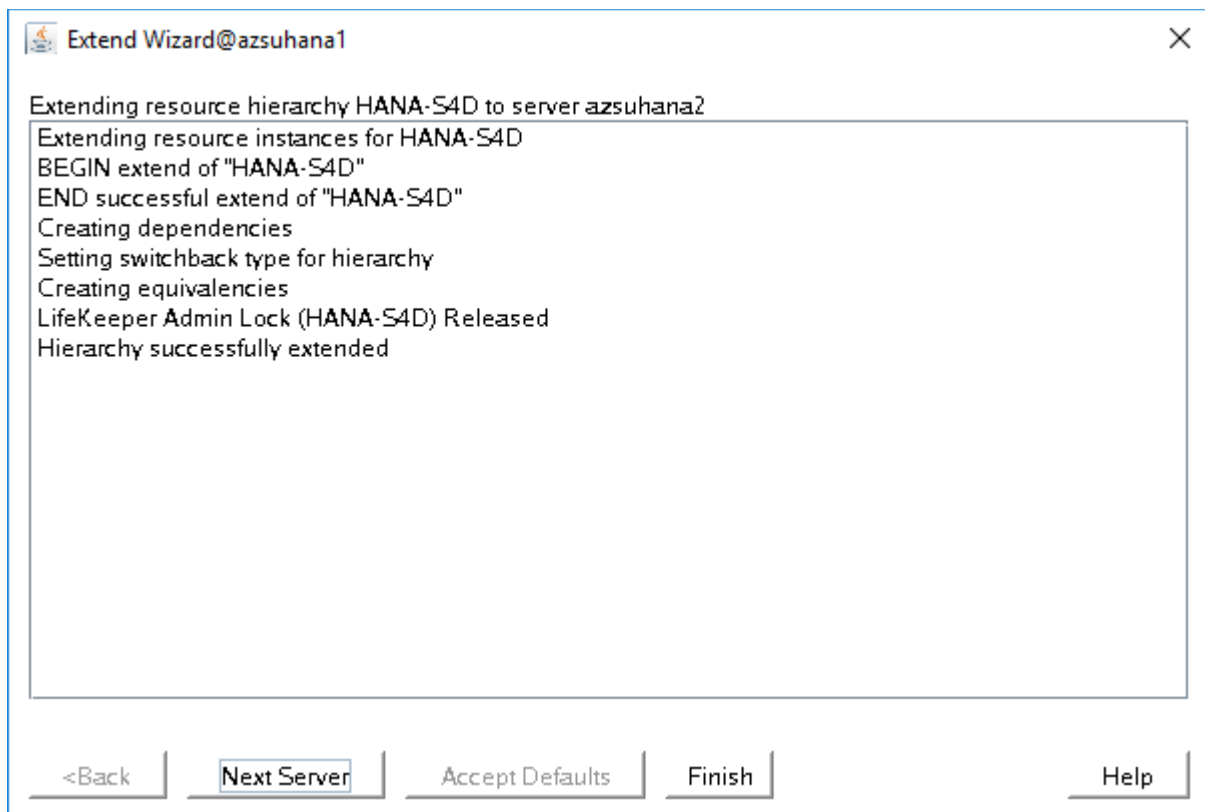 Extend Wizard@azsuhana1
Extending resource hierarchy HANA-S4D to server azsuhana2
Extending resource instances for HANA-S4D
BEGIN extend of "HANA-S4D"
END successful extend of "HANA-S4D"
Creating dependencies
Setting switchback type for hierarchy
Creating equivalencies
LifeKeeper Admin Lock (HANA-S4D) Released
Hierarchy successfully extended
<Back Next Server Accept Defaults Finish Help